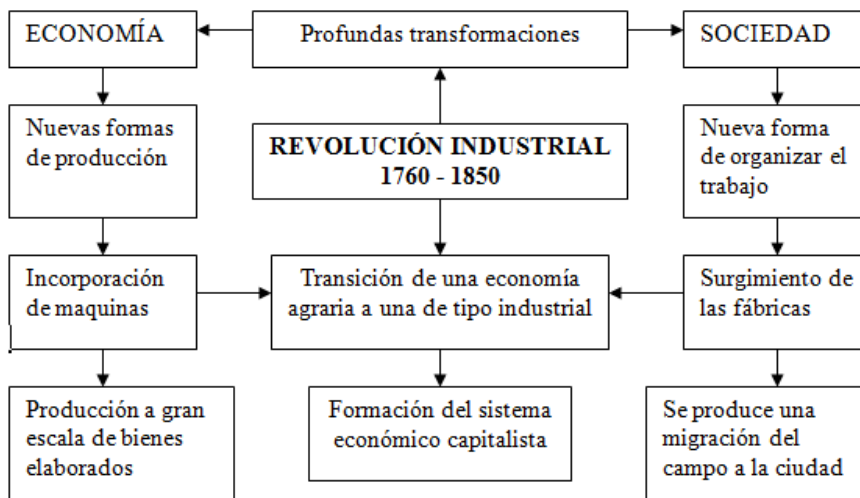 ECONOMÍA
Profundas transformaciones
SOCIEDAD
Nuevas formas
de producción
REVOLUCIÓN INDUSTRIAL
1760 - 1850
Nueva forma
de organizar el
trabajo
Incorporación
de maquinas
Transición de una economía
agraria a una de tipo industrial
Surgimiento de
las fábricas
Producción a gran
escala de bienes
elaborados
Formación del sistema
económico capitalista
Se produce una
migración del
campo a la ciudad